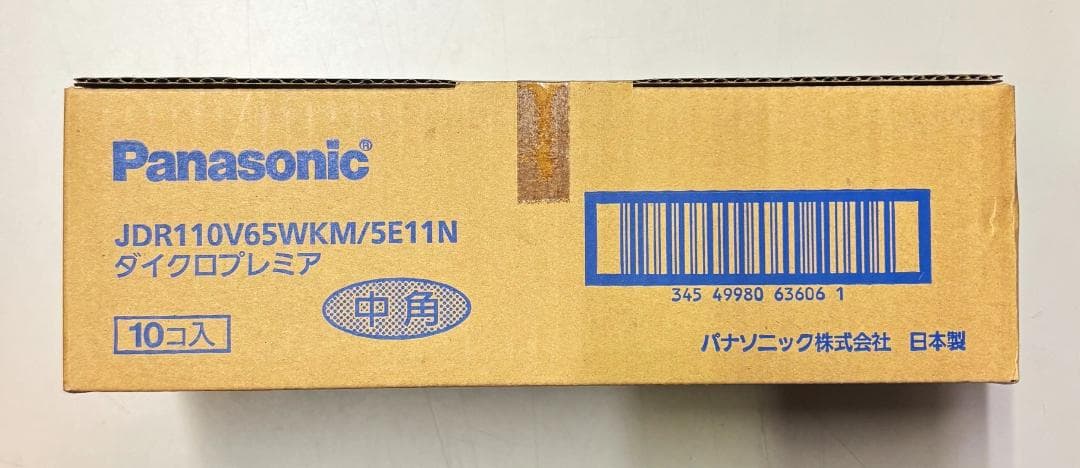 Panasonic®
JDR110V65WKM/5E11N
ダイクロプレミア
中角
10コ入
345 49980 63606 1
パナソニック株式会社 日本製